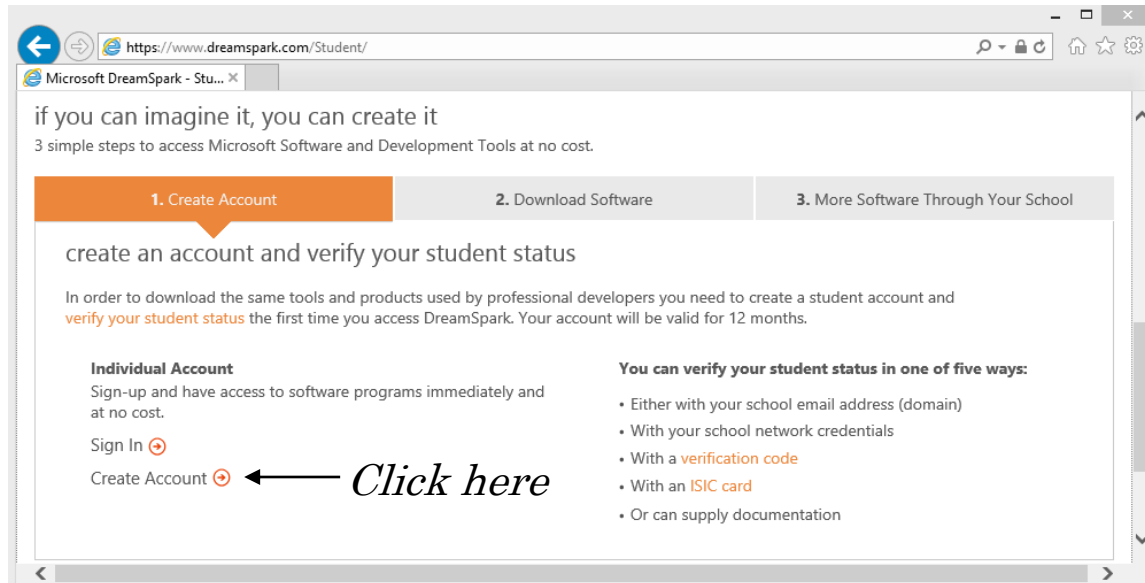 https://www.dreamspark.com/Student/
Microsoft DreamSpark - Stu...
if you can imagine it, you can create it
3 simple steps to access Microsoft Software and Development Tools at no cost.
1. Create Account
2. Download Software
3. More Software Through Your School
create an account and verify your student status
In order to download the same tools and products used by professional developers you need to create a student account and
verify your student status the first time you access DreamSpark. Your account will be valid for 12 months.
Individual Account
Sign-up and have access to software programs immediately and
at no cost.
Sign In
Create Account
Click here
You can verify your student status in one of five ways:
• Either with your school email address (domain)
• With your school network credentials
• With a verification code
• With an ISIC card
• Or can supply documentation